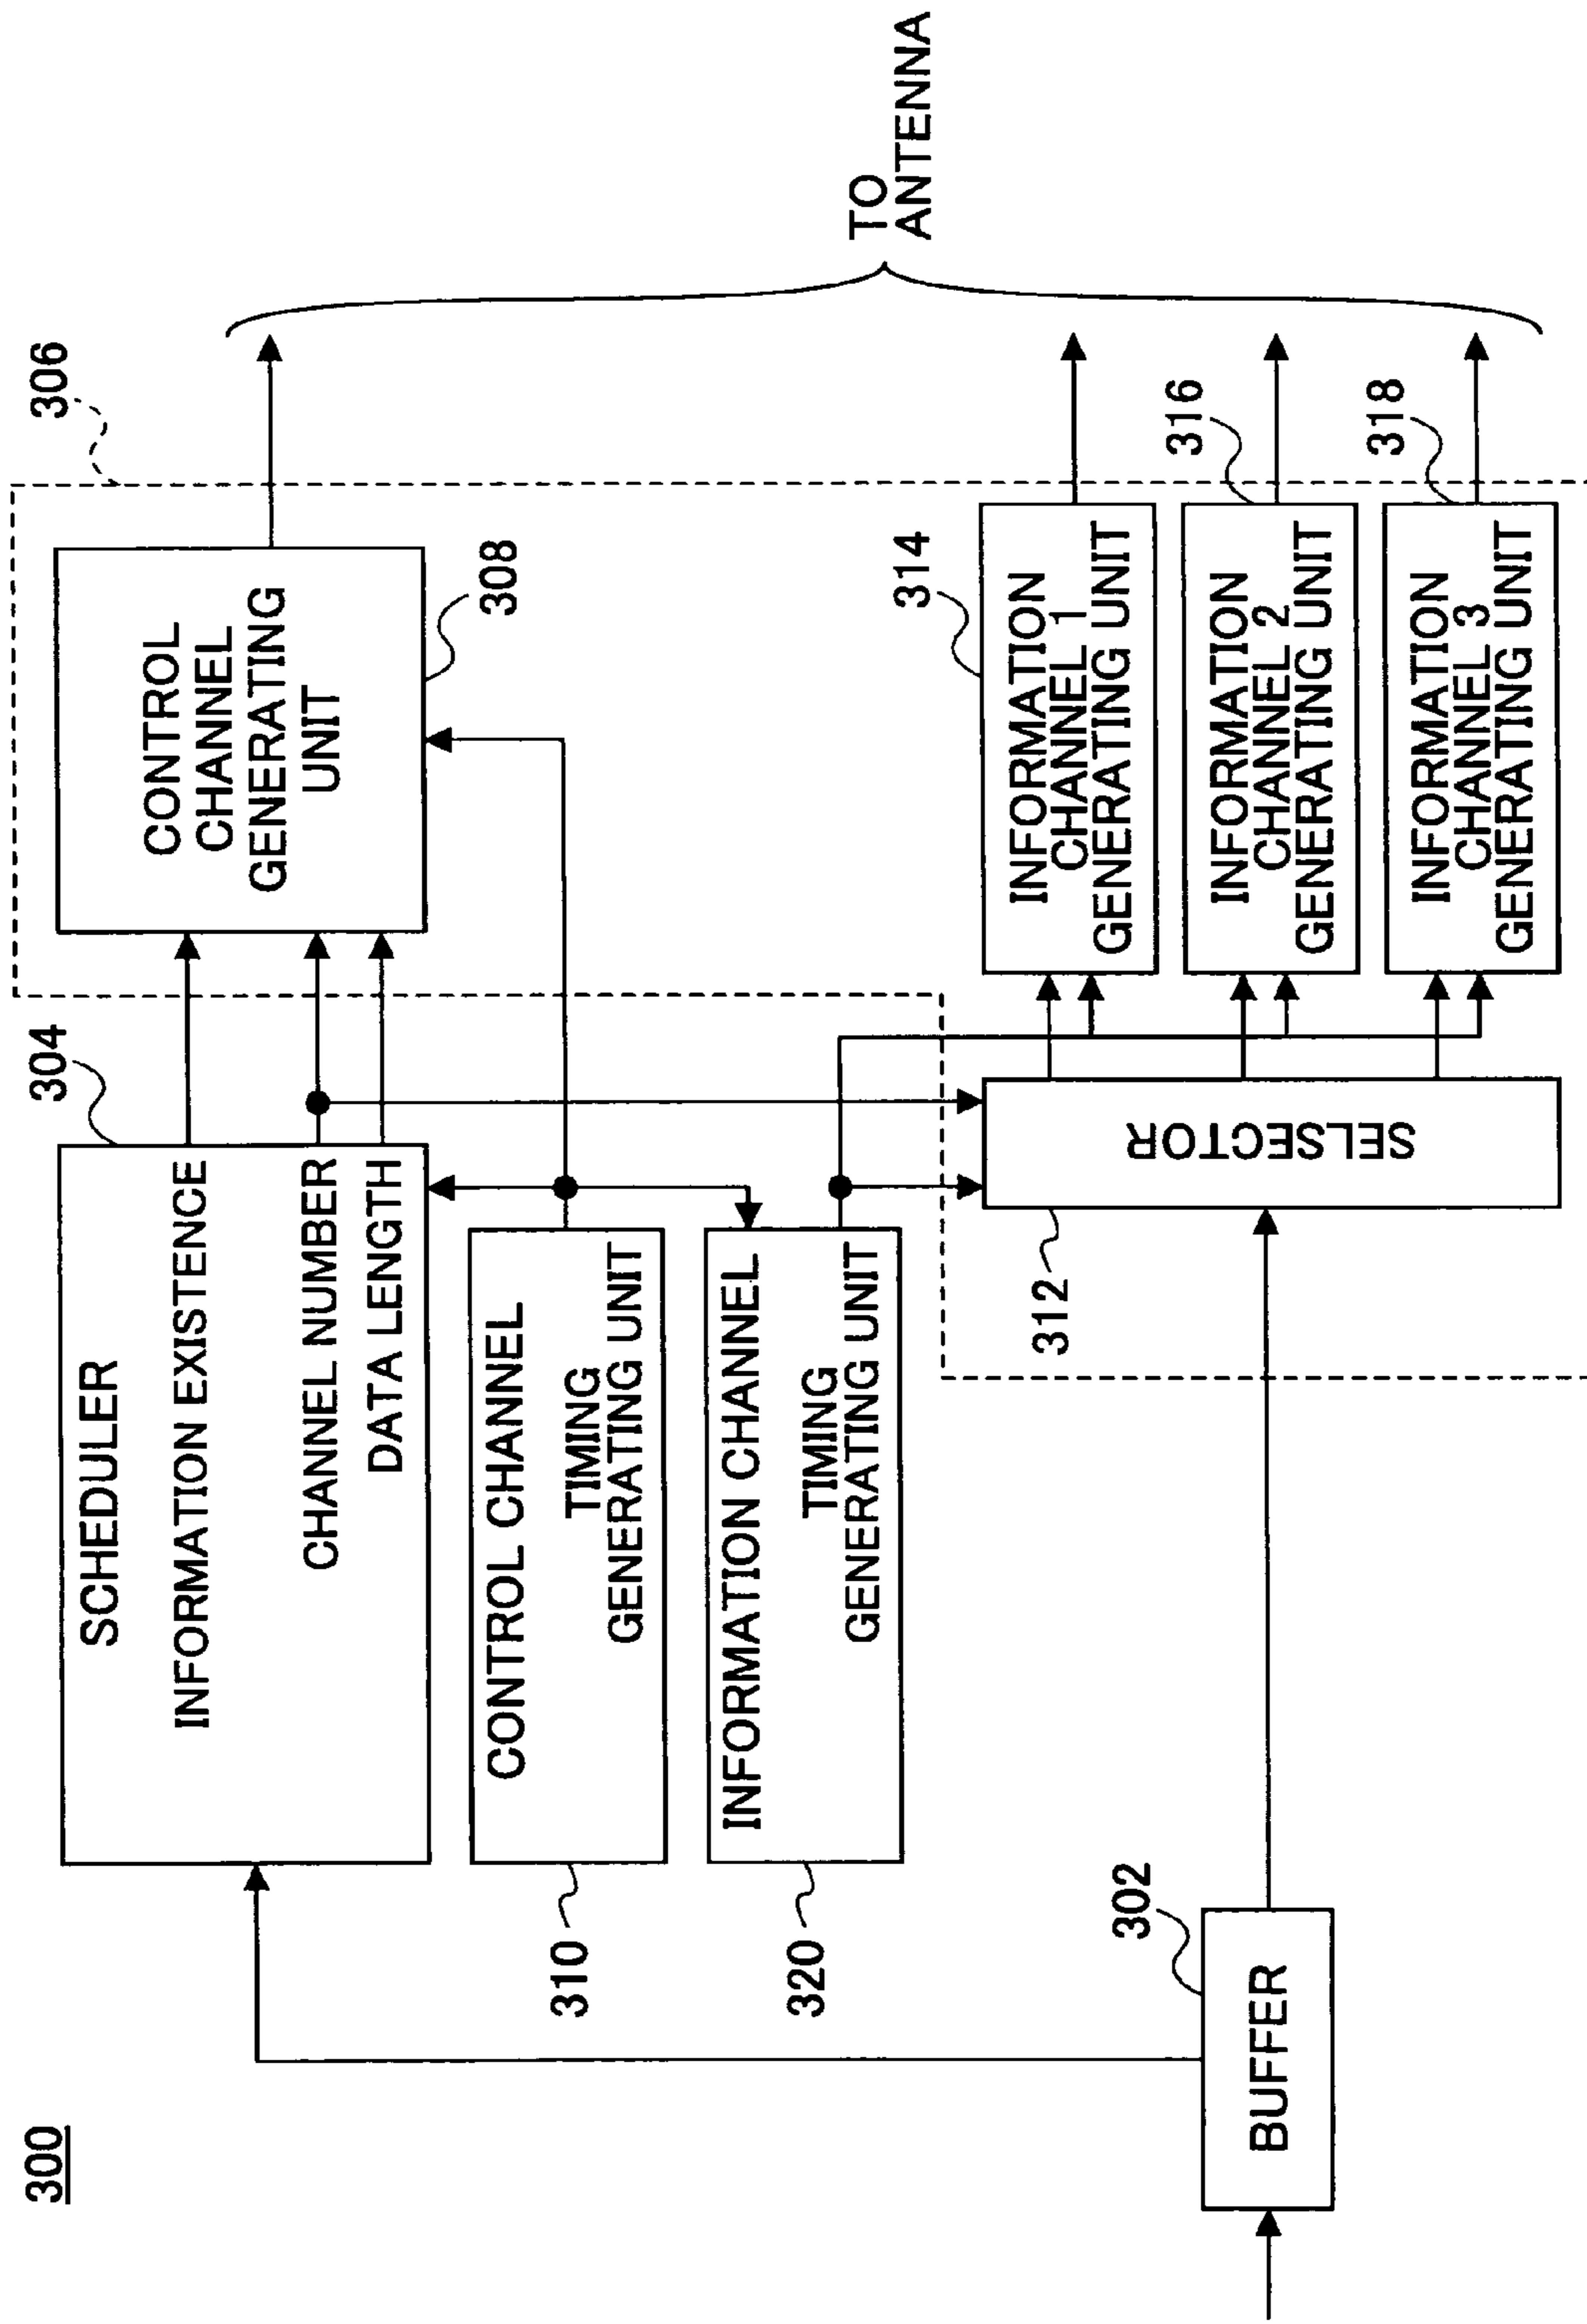 300
SCHEDULER
INFORMATION EXISTENCE
CHANNEL NUMBER
DATA LENGTH
304
CONTROL CHANNEL
TIMING
GENERATING UNIT
310
INFORMATION CHANNEL
TIMING
GENERATING UNIT
320
BUFFER
302
306
CONTROL
CHANNEL
GENERATING
UNIT
308
SELSECTOR
312
INFORMATION
CHANNEL 1
GENERATING UNIT
314
INFORMATION
CHANNEL 2
GENERATING UNIT
316
INFORMATION
CHANNEL 3
GENERATING UNIT
318
TO
ANTENNA